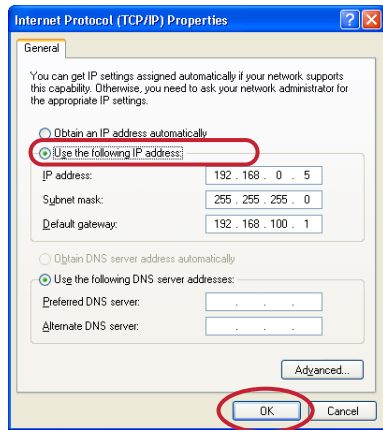 Internet Protocol (TCP/IP) Properties
General
You can get IP settings assigned automatically if your network supports
this capability. Otherwise, you need to ask your network administrator for
the appropriate IP settings.
Obtain an IP address automatically
Use the following IP address:
IP address: 192 . 168 . 0 . 5
Subnet mask: 255 . 255 . 255 . 0
Default gateway: 192 . 168 . 100 . 1
Obtain DNS server address automatically
Use the following DNS server addresses:
Preferred DNS server: . . .
Alternate DNS server: . . .
Advanced...
OK Cancel